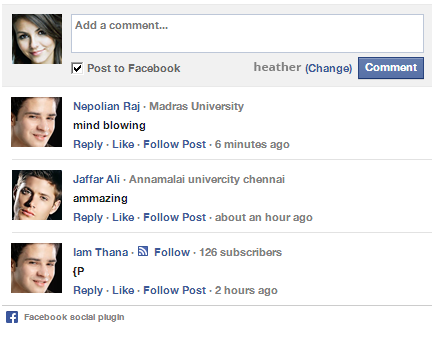 Add a comment...
Post to Facebook heather (Change) Comment
Nepolian Raj · Madras University
mind blowing
Reply · Like · Follow Post · 6 minutes ago
Jaffar Ali · Annamalai univercity chennai
ammazing
Reply · Like · Follow Post · about an hour ago
Iam Thana · Follow · 126 subscribers
{P
Reply · Like · Follow Post · 2 hours ago
Facebook social plugin